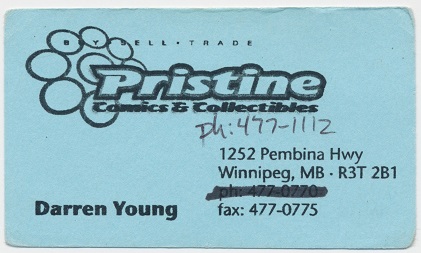 BUY • SELL • TRADE
Pristine
Comics & Collectibles
ph: 477-1112
1252 Pembina Hwy
Winnipeg, MB • R3T 2B1
ph: 477-0770
Darren Young
fax: 477-0775